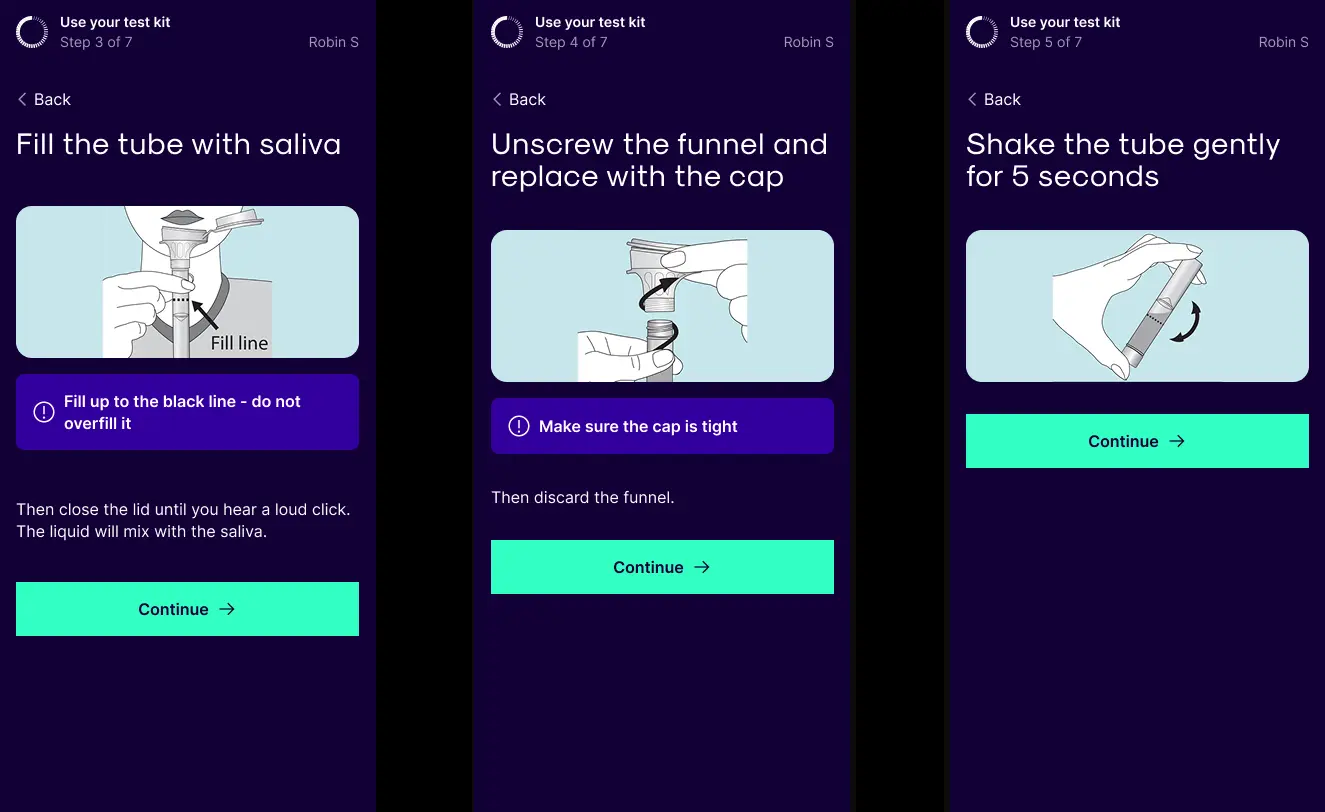 Use your test kit
Step 3 of 7
Robin S
Back
Fill the tube with saliva
Fill line
Fill up to the black line - do not
overfill it
Then close the lid until you hear a loud click.
The liquid will mix with the saliva.
Continue
Use your test kit
Step 4 of 7
Robin S
Back
Unscrew the funnel and
replace with the cap
Make sure the cap is tight
Then discard the funnel.
Continue
Use your test kit
Step 5 of 7
Robin S
Back
Shake the tube gently
for 5 seconds
Continue